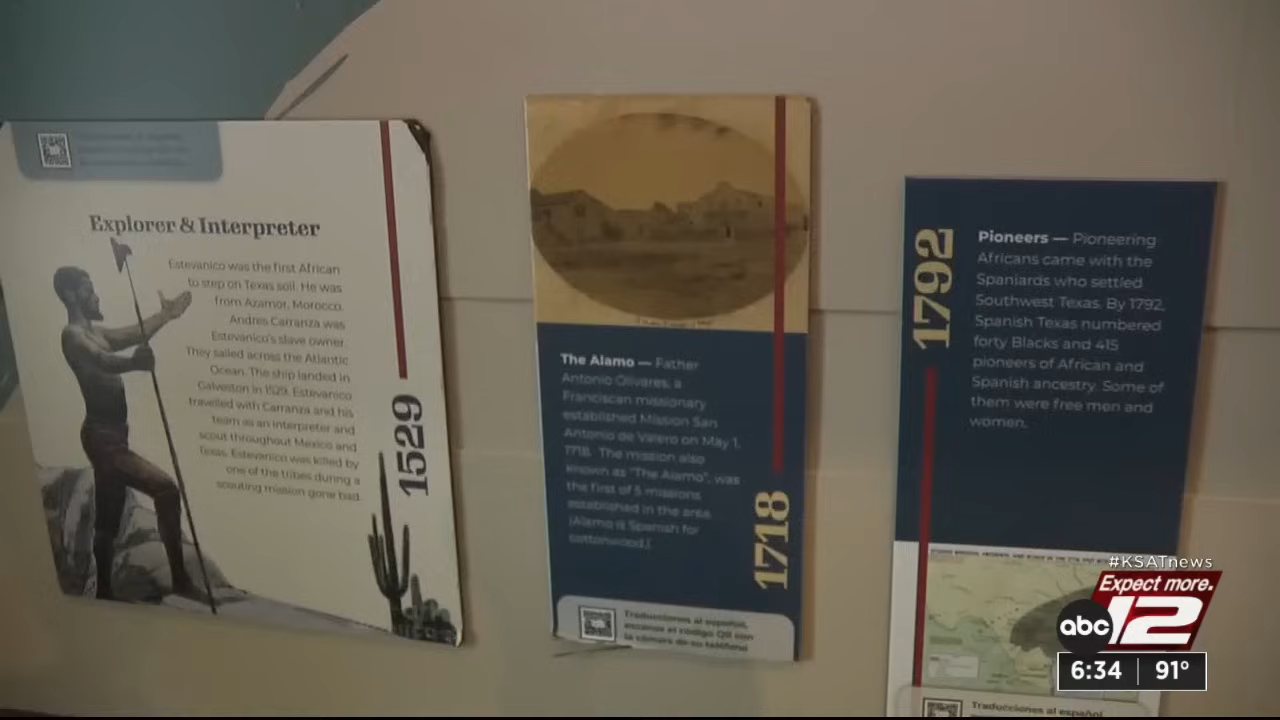 Explorer & Interpreter
Estevanico was the first African
to step on Texas soil. He was
from Azamor, Morocco.
Andres Carranza was
Estevanico's slave owner.
They sailed across the Atlantic
Ocean. The ship landed in
Galveston in 1529. Estevanico
travelled with Carranza and his
team as an interpreter and
scout throughout Mexico and
Texas. Estevanico was killed by
one of the tribes during a
scouting mission gone bad.
1529
The Alamo — Father
Antonio Olivares, a
Franciscan missionary
established Mission San
Antonio de Valero on May 1,
1718. The mission also
known as "The Alamo", was
the first of 5 missions
established in the area.
(Alamo is Spanish for
cottonwood.)
1718
Traducciones al español,
escanea el código QR con
la cámara de su teléfono
1792
Pioneers — Pioneering
Africans came with the
Spaniards who settled
Southwest Texas. By 1792,
Spanish Texas numbered
forty Blacks and 415
pioneers of African and
Spanish ancestry. Some of
them were free men and
women.
Traducciones al español
#KSATnews
Expect more.
abc 12
6:34 91°